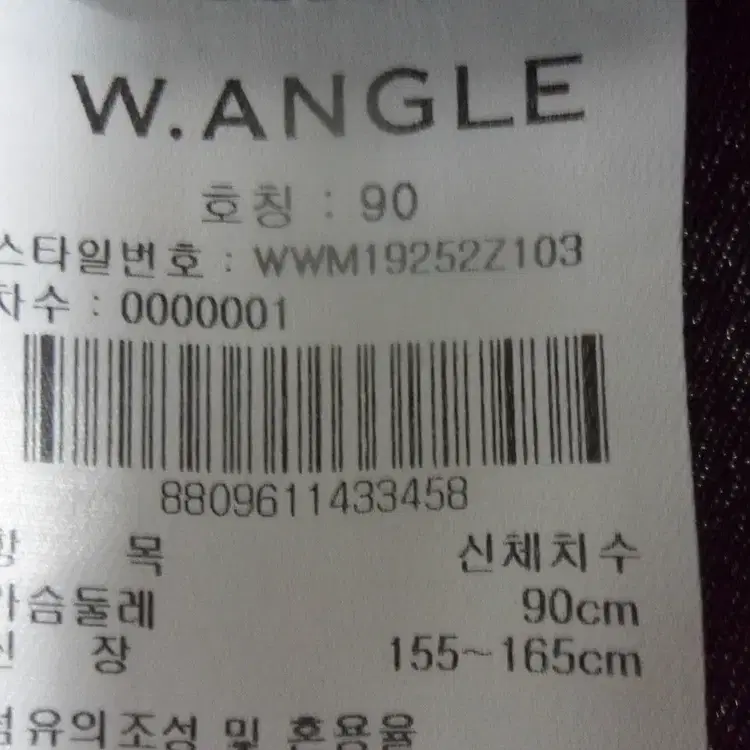 W.ANGLE
호칭 : 90
스타일번호 : WWM19252Z103
차수 : 0000001
8809611433458
항 목 신체치수
가슴둘레 90cm
신 장 155~165cm
섬유의조성 및 혼용율